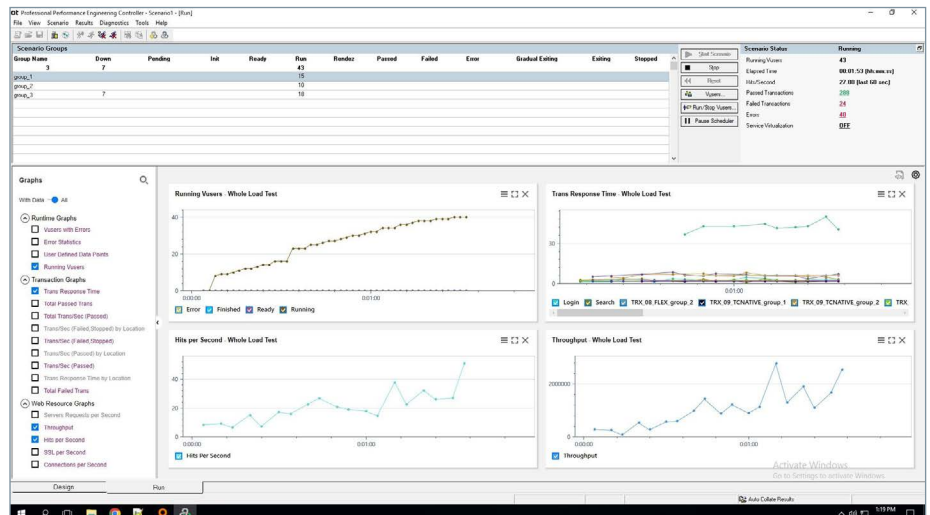 ot Professional Performance Engineering Controller - Scenario1 - [Run]
File View Scenario Results Diagnostics Tools Help
Scenario Groups
Group Name Down Pending Init Ready Run Rendez Passed Failed Error Gradual Exiting Exiting Stopped
3 7 43
group_1 15
group_2 10
group_3 7 18
Start Scenario
Stop
Reset
Vusers...
Run/Stop Vusers...
Pause Scheduler
Scenario Status Running
Running Vusers 43
Elapsed Time 00:01:53 (hh:mm:ss)
Hits/Second 27.00 (last 60 sec)
Passed Transactions 288
Failed Transactions 24
Errors 40
Service Virtualization OFF
Graphs
With Data All
Runtime Graphs
Vusers with Errors
Error Statistics
User Defined Data Points
Running Vusers
Transaction Graphs
Trans Response Time
Total Passed Trans
Total Trans/Sec (Passed)
Trans/Sec (Failed,Stopped) by Location
Trans/Sec (Failed,Stopped)
Trans/Sec (Passed) by Location
Trans/Sec (Passed)
Trans Response Time by Location
Total Failed Trans
Web Resource Graphs
Servers Requests per Second
Throughput
Hits per Second
SSL per Second
Connections per Second
Running Vusers - Whole Load Test
40
20
0
0:00:00 0:01:00
Error Finished Ready Running
Trans Response Time - Whole Load Test
30
0
0:01:00
Login Search TRX_08_FLEX_group_2 TRX_09_TCNATIVE_group_1 TRX_09_TCNATIVE_group_2 TRX
Hits per Second - Whole Load Test
40
20
0
0:00:00 0:01:00
Hits Per Second
Throughput - Whole Load Test
2000000
0
0:00:00 0:01:00
Throughput
Activate Windows
Go to Settings to activate Windows.
Design Run
Auto Collate Results
1:19 PM